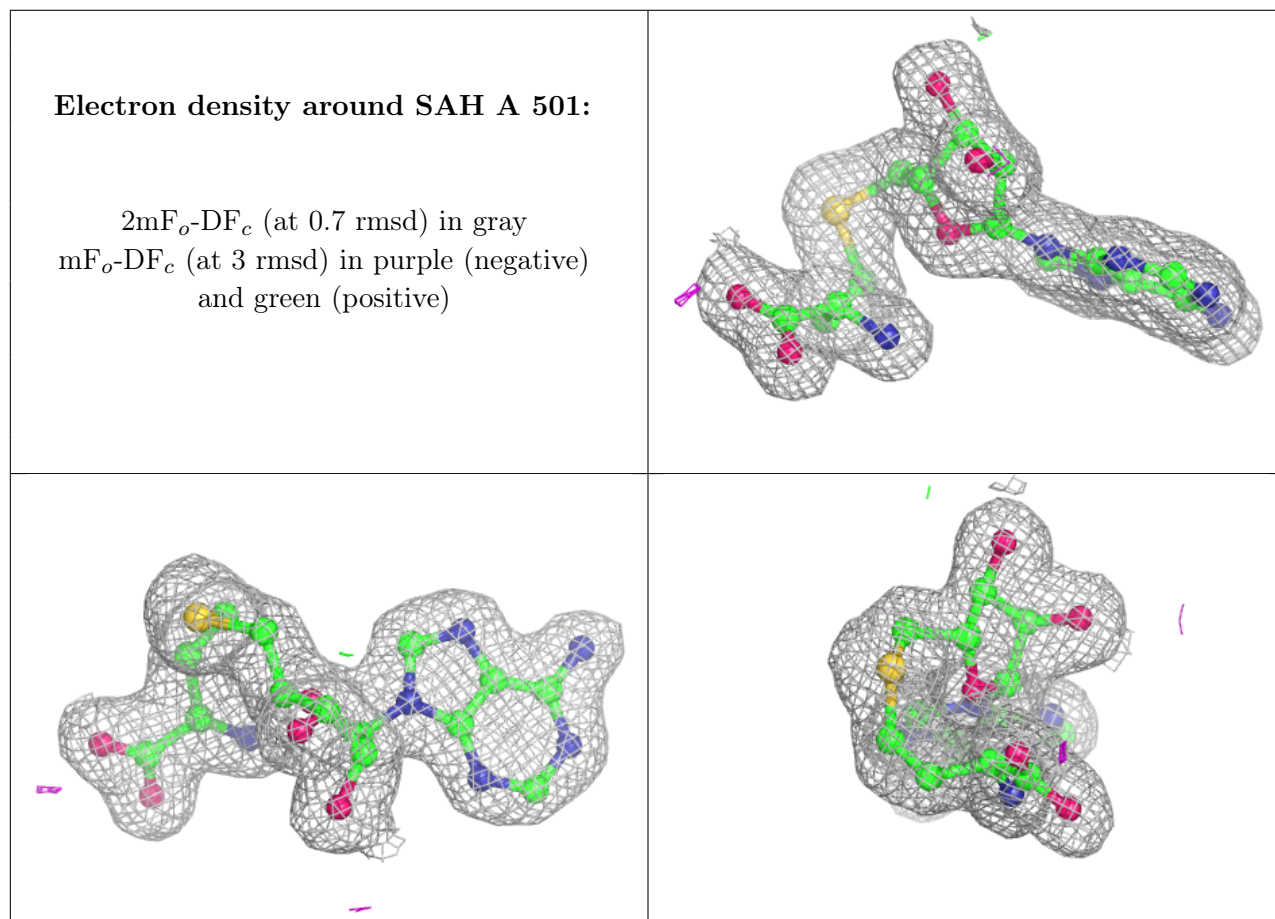 Electron density around SAH A 501:
2mFo-DFc (at 0.7 rmsd) in gray
mFo-DFc (at 3 rmsd) in purple (negative)
and green (positive)